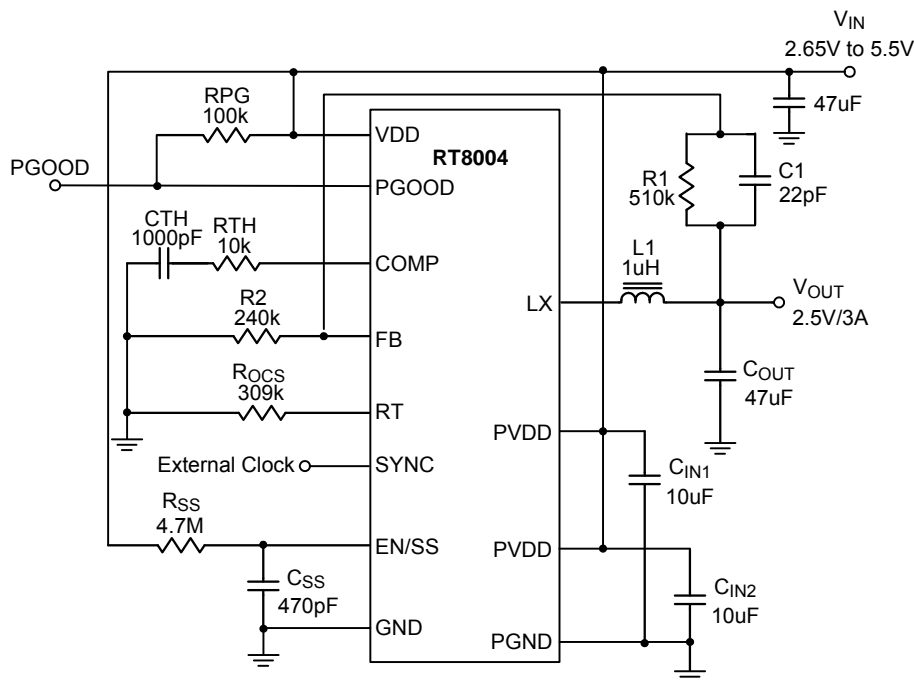 VIN
2.65V to 5.5V
47uF
RPG
100k
VDD
RT8004
PGOOD
PGOOD
R1
510k
C1
22pF
CTH
1000pF
RTH
10k
COMP
L1
1uH
LX
VOUT
2.5V/3A
R2
240k
FB
COUT
47uF
ROCS
309k
RT
PVDD
External Clock
SYNC
CIN1
10uF
RSS
4.7M
EN/SS
PVDD
CSS
470pF
CIN2
10uF
GND
PGND